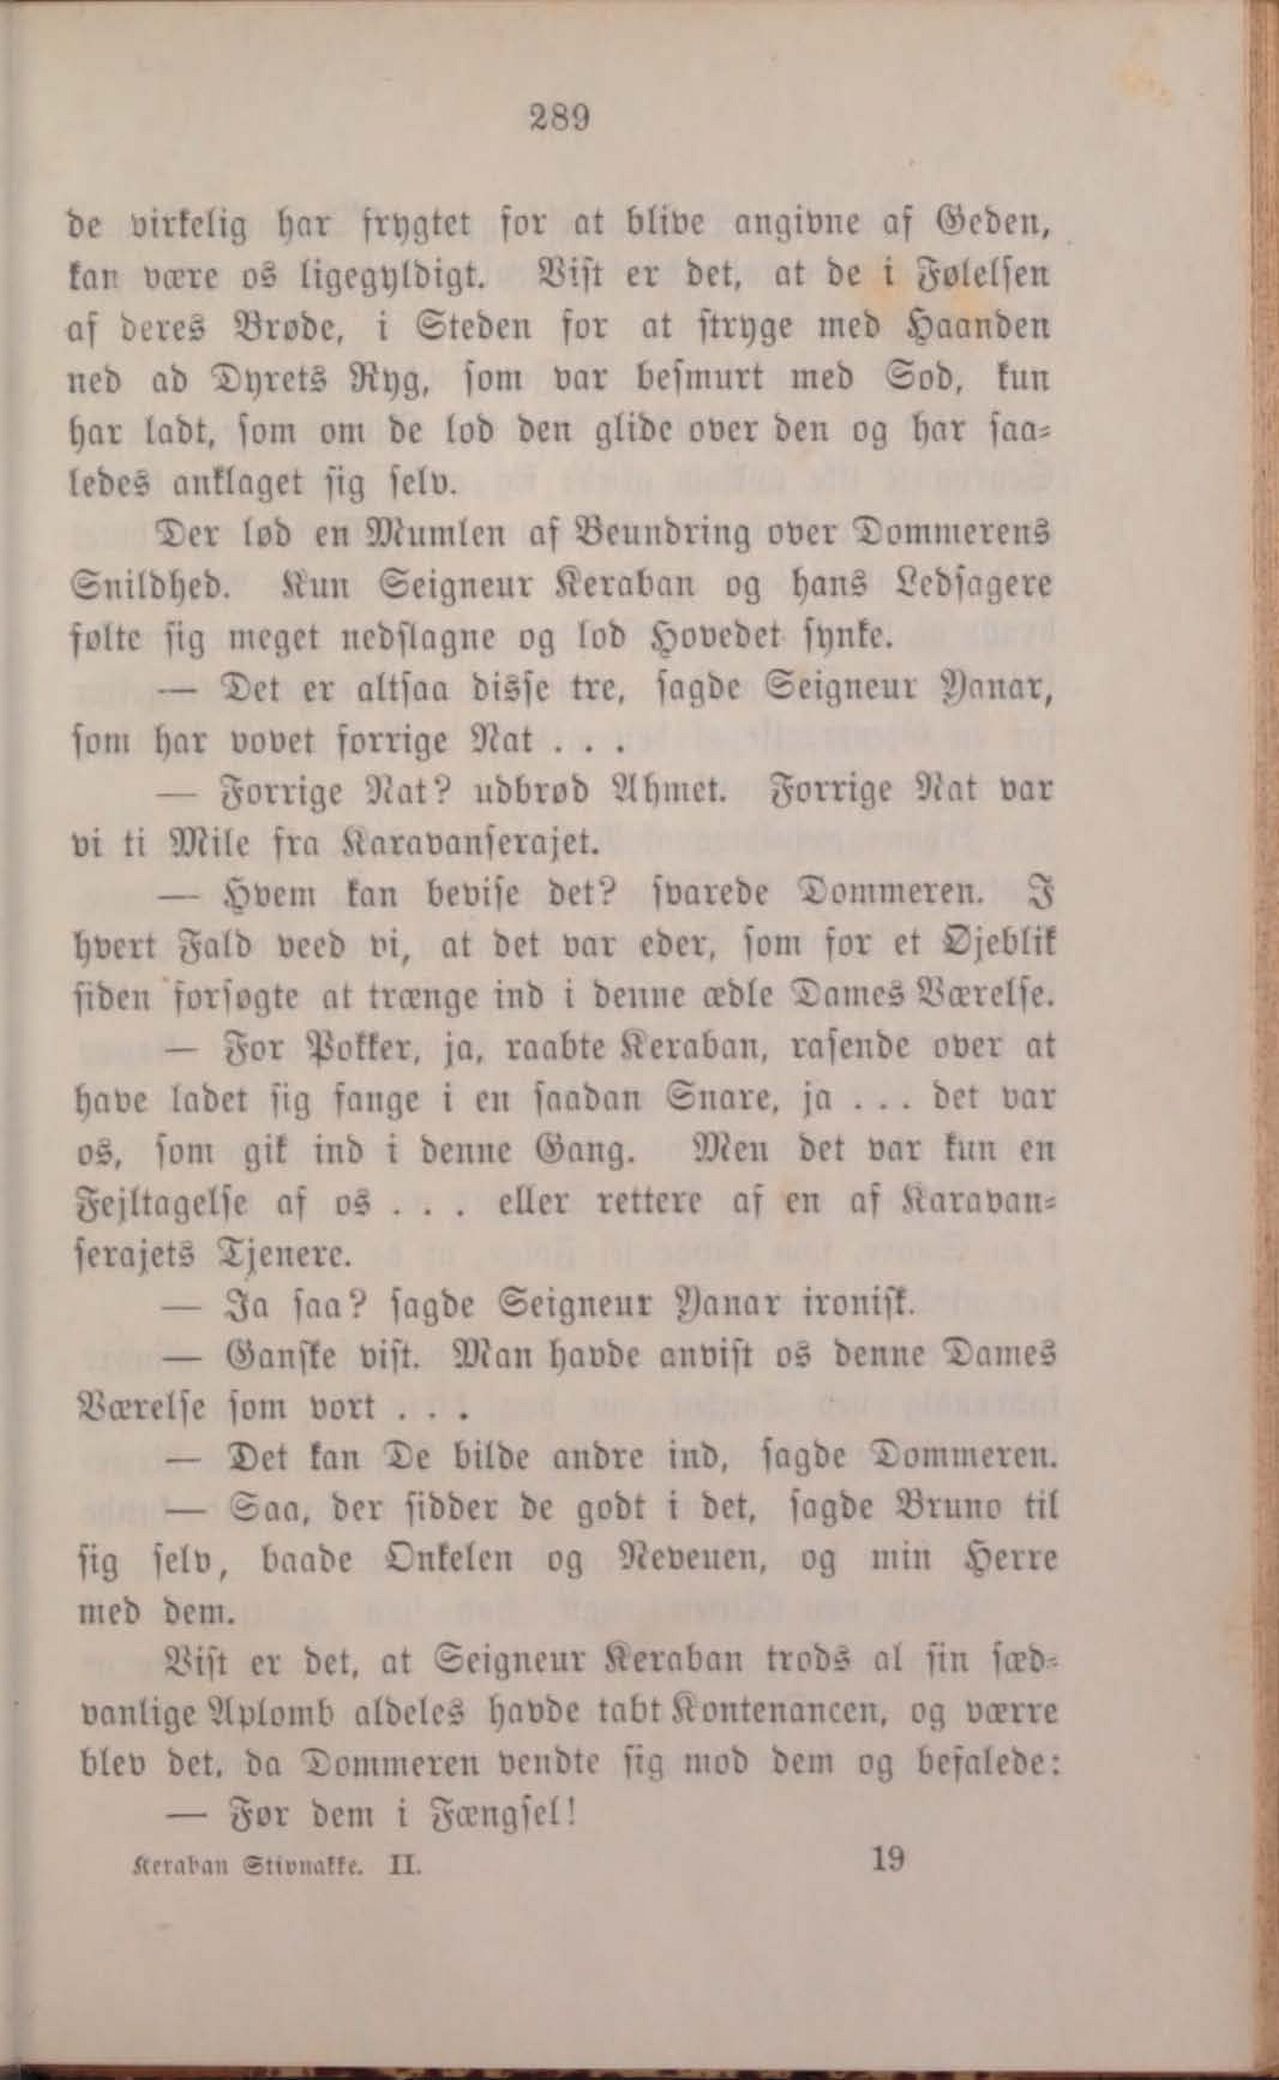 289
de virkelig har frygtet for at blive angivne af Geden,
kan være os ligegyldigt. Vist er det, at de i Følelsen
af deres Brøde, i Steden for at stryge med Haanden
ned ad Dyrets Ryg, som var besmurt med Sod, kun
har ladt, som om de lod den glide over den og har saa-
ledes anklaget sig selv.
Der lød en Mumlen af Beundring over Dommerens
Snildhed. Kun Seigneur Keraban og hans Ledsagere
følte sig meget nedslagne og lod Hovedet synke.
— Det er altsaa disse tre, sagde Seigneur Yanar,
som har vovet forrige Nat . . .
— Forrige Nat? udbrød Ahmet. Forrige Nat var
vi ti Mile fra Karavanserajet.
— Hvem kan bevise det? svarede Dommeren. I
hvert Fald veed vi, at det var eder, som for et Øjeblik
siden forsøgte at trænge ind i denne ædle Dames Værelse.
— For Pokker, ja, raabte Keraban, rasende over at
have ladet sig fange i en saadan Snare, ja . . . det var
os, som gik ind i denne Gang. Men det var kun en
Fejltagelse af os . . . eller rettere af en af Karavan-
serajets Tjenere.
— Ja saa? sagde Seigneur Yanar ironisk.
— Ganske vist. Man havde anvist os denne Dames
Værelse som vort . . .
— Det kan De bilde andre ind, sagde Dommeren.
— Saa, der sidder de godt i det, sagde Bruno til
sig selv, baade Onkelen og Neveuen, og min Herre
med dem.
Vist er det, at Seigneur Keraban trods al sin sæd-
vanlige Aplomb aldeles havde tabt Kontenancen, og værre
blev det, da Dommeren vendte sig mod dem og befalede:
— Før dem i Fængsel!
Keraban Stivnakke. II. 19